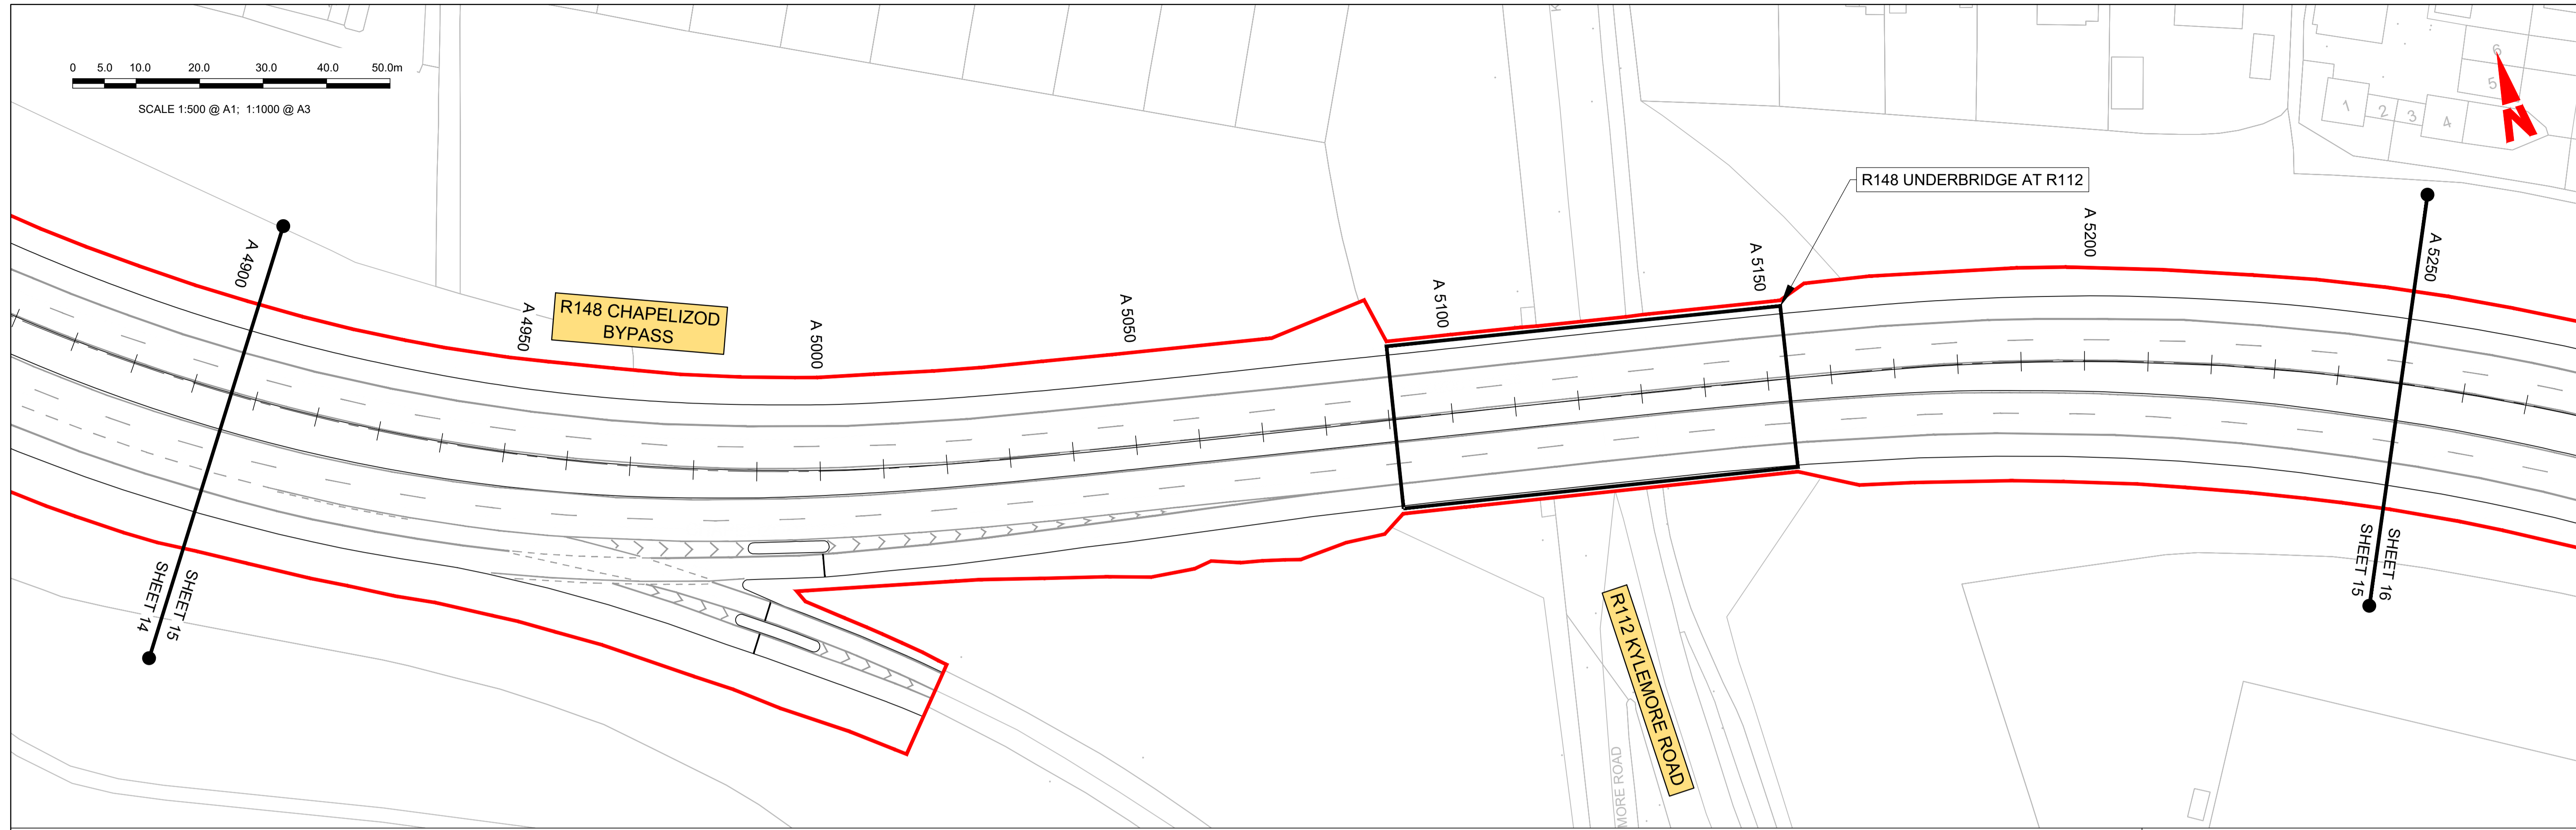 0 5.0 10.0 20.0 30.0 40.0 50.0m
SCALE 1:500 @ A1; 1:1000 @ A3
6
5
1
2
3
4
N
R148 UNDERBRIDGE AT R112
A 4900
A 4950
R148 CHAPELIZOD
BYPASS
A 5000
A 5050
A 5100
A 5150
A 5200
A 5250
SHEET 14
SHEET 15
SHEET 15
SHEET 16
R112 KYLEMORE ROAD
MORE ROAD
K